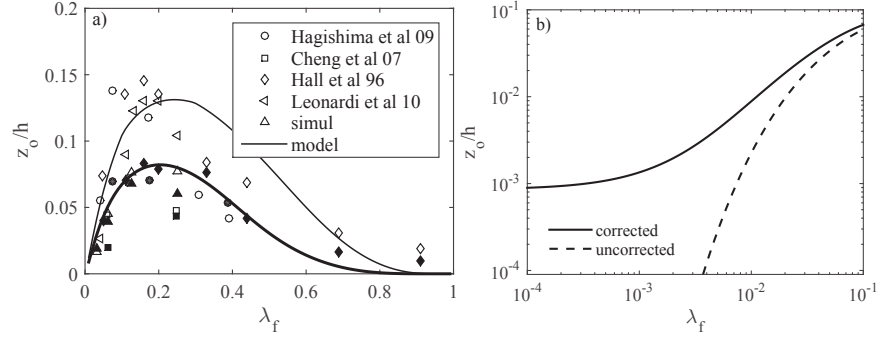 a)
Hagishima et al 09
Cheng et al 07
Hall et al 96
Leonardi et al 10
simul
model
0.2
0.15
0.1
0.05
0
z_o/h
0 0.2 0.4 0.6 0.8 1
λ_f
b)
10^-1
10^-2
10^-3
10^-4
z_o/h
corrected
uncorrected
10^-4 10^-3 10^-2 10^-1
λ_f